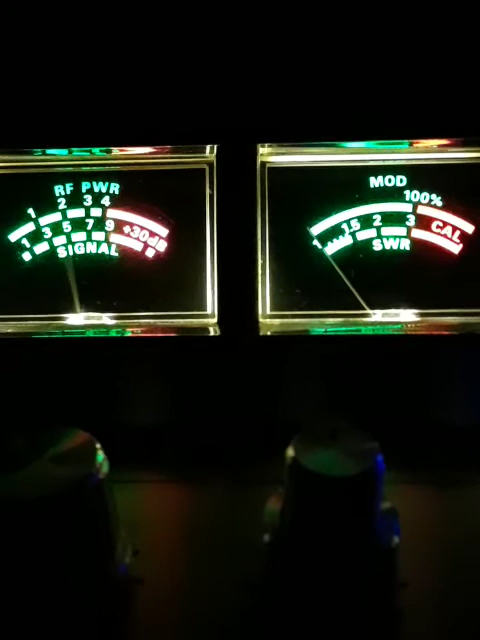 RF PWR
1 2 3 4
1 3 5 7 9 +30dB
SIGNAL
MOD
100%
1 1.5 2 3 CAL
SWR